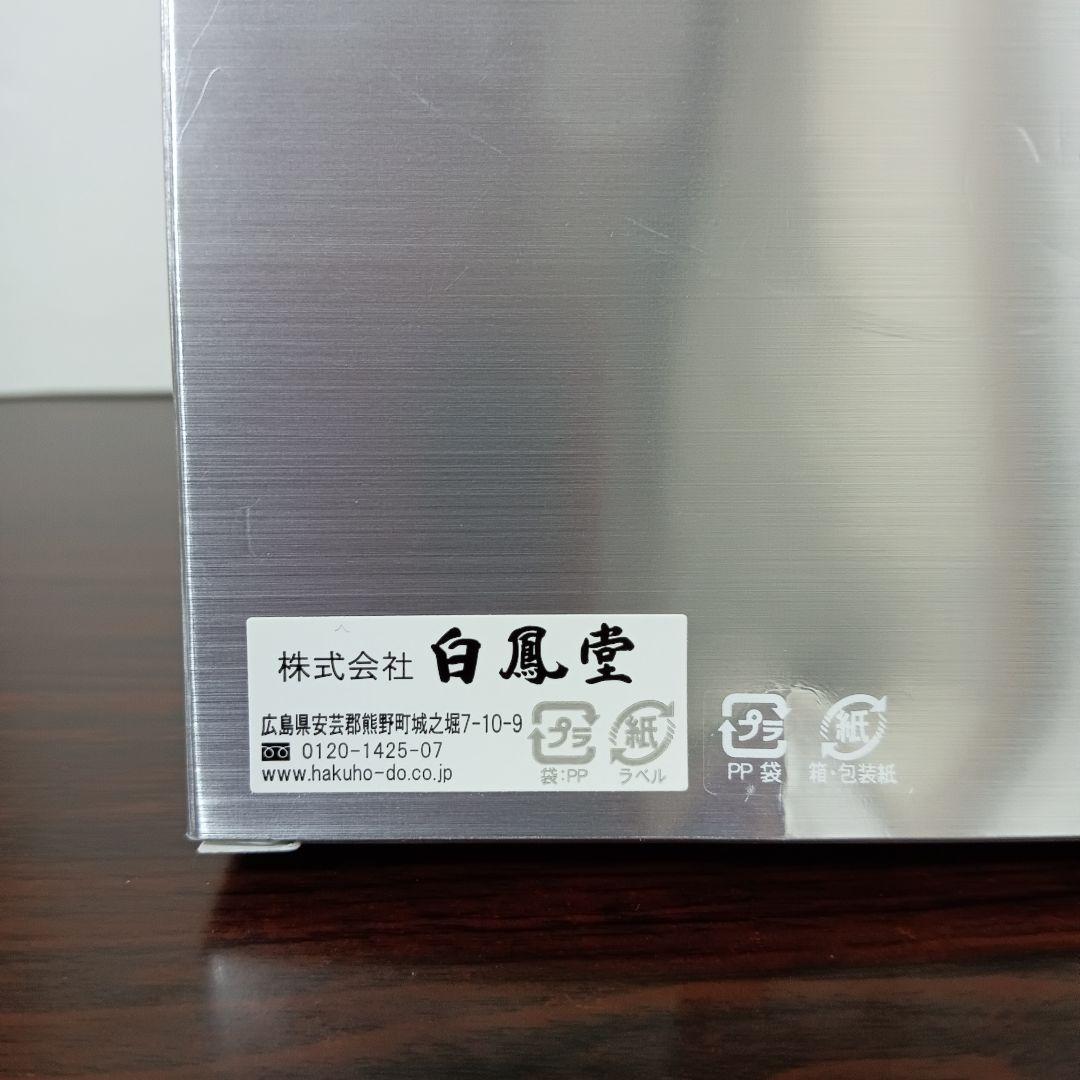 株式会社 白鳳堂
広島県安芸郡熊野町城之堀7-10-9
0120-1425-07
www.hakuho-do.co.jp
プラ 紙
袋:PP ラベル
プラ 紙
PP 袋 箱・包装紙